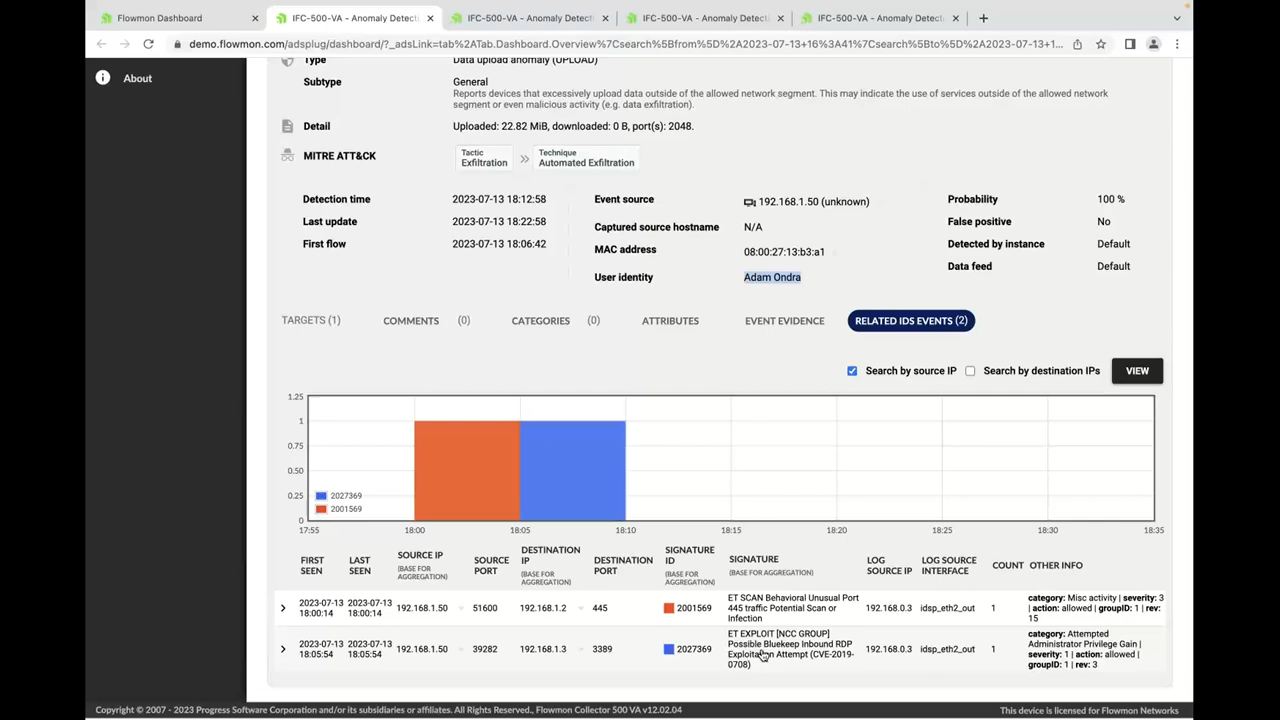 Flowmon Dashboard
IFC-500-VA - Anomaly Detect
IFC-500-VA - Anomaly Detect
IFC-500-VA - Anomaly Detec
IFC-500-VA - Anomaly Detec
demo.flowmon.com/adsplug/dashboard/?_adsLink=tab%2ATab.Dashboard.Overview%7Csearch%5Bfrom%5D%2A2023-07-13+16%3A41%7Csearch%5Bto%5D%2A2023-07-13+1...
About
Type
Data upload anomaly (UPLOAD)
Subtype
General
Reports devices that excessively upload data outside of the allowed network segment. This may indicate the use of services outside of the allowed network
segment or even malicious activity (e.g. data exfiltration).
Detail
Uploaded: 22.82 MiB, downloaded: 0 B, port(s): 2048.
MITRE ATT&CK
Tactic
Exfiltration
Technique
Automated Exfiltration
Detection time 2023-07-13 18:12:58
Last update 2023-07-13 18:22:58
First flow 2023-07-13 18:06:42
Event source 192.168.1.50 (unknown)
Captured source hostname N/A
MAC address 08:00:27:13:b3:a1
User identity Adam Ondra
Probability 100 %
False positive No
Detected by instance Default
Data feed Default
TARGETS (1) COMMENTS (0) CATEGORIES (0) ATTRIBUTES EVENT EVIDENCE RELATED IDS EVENTS (2)
Search by source IP Search by destination IPs VIEW
1.25
1
0.75
0.50
0.25
0
2027369
2001569
17:55 18:00 18:05 18:10 18:15 18:20 18:25 18:30 18:35
FIRST SEEN
LAST SEEN
SOURCE IP
(BASE FOR AGGREGATION)
SOURCE PORT
DESTINATION IP
(BASE FOR AGGREGATION)
DESTINATION PORT
SIGNATURE ID
(BASE FOR AGGREGATION)
SIGNATURE
(BASE FOR AGGREGATION)
LOG SOURCE IP
LOG SOURCE INTERFACE
COUNT
OTHER INFO
2023-07-13 18:00:14
2023-07-13 18:00:14
192.168.1.50
51600
192.168.1.2
445
2001569
ET SCAN Behavioral Unusual Port
445 traffic Potential Scan or
Infection
192.168.0.3
idsp_eth2_out
1
category: Misc activity | severity: 3
| action: allowed | groupID: 1 | rev:
15
2023-07-13 18:05:54
2023-07-13 18:05:54
192.168.1.50
39282
192.168.1.3
3389
2027369
ET EXPLOIT [NCC GROUP]
Possible Bluekeep Inbound RDP
Exploitation Attempt (CVE-2019-
0708)
192.168.0.3
idsp_eth2_out
1
category: Attempted
Administrator Privilege Gain |
severity: 1 | action: allowed |
groupID: 1 | rev: 3
Copyright © 2007 - 2023 Progress Software Corporation and/or its subsidiaries or affiliates. All Rights Reserved., Flowmon Collector 500 VA v12.02.04
This device is licensed for Flowmon Networks